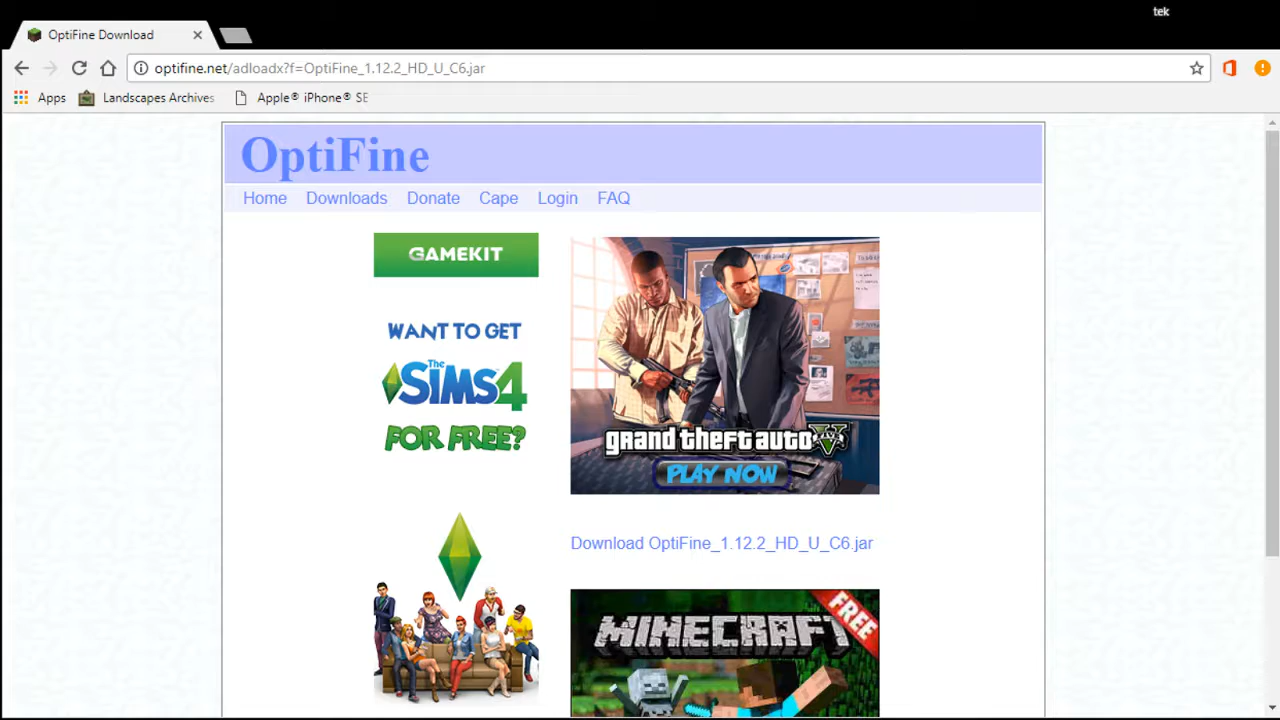 tek
OptiFine Download
optifine.net/adloadx?f=OptiFine_1.12.2_HD_U_C6.jar
Apps Landscapes Archives Apple® iPhone® SE
OptiFine
Home Downloads Donate Cape Login FAQ
GAMEKIT
WANT TO GET
The SIMS 4
FOR FREE?
grand theft auto V
FIVE
PLAY NOW
Download OptiFine_1.12.2_HD_U_C6.jar
FREE
MINECRAFT